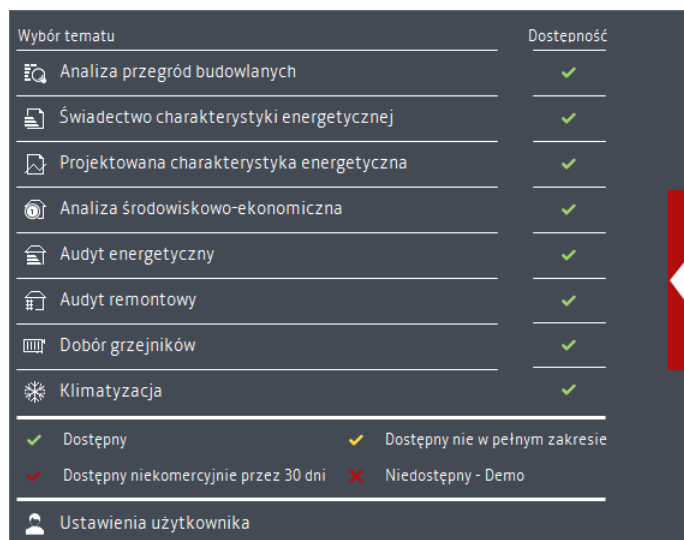 Wybór tematu Dostępność
Analiza przegród budowlanych
Świadectwo charakterystyki energetycznej
Projektowana charakterystyka energetyczna
Analiza środowiskowo-ekonomiczna
Audyt energetyczny
Audyt remontowy
Dobór grzejników
Klimatyzacja
Dostępny Dostępny nie w pełnym zakresie
Dostępny niekomercyjnie przez 30 dni Niedostępny - Demo
Ustawienia użytkownika